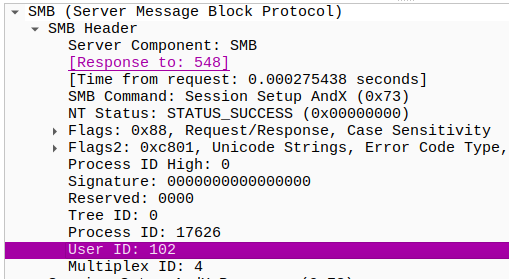 SMB (Server Message Block Protocol)
SMB Header
Server Component: SMB
[Response to: 548]
[Time from request: 0.000275438 seconds]
SMB Command: Session Setup AndX (0x73)
NT Status: STATUS_SUCCESS (0x00000000)
Flags: 0x88, Request/Response, Case Sensitivity
Flags2: 0xc801, Unicode Strings, Error Code Type,
Process ID High: 0
Signature: 0000000000000000
Reserved: 0000
Tree ID: 0
Process ID: 17626
User ID: 102
Multiplex ID: 4